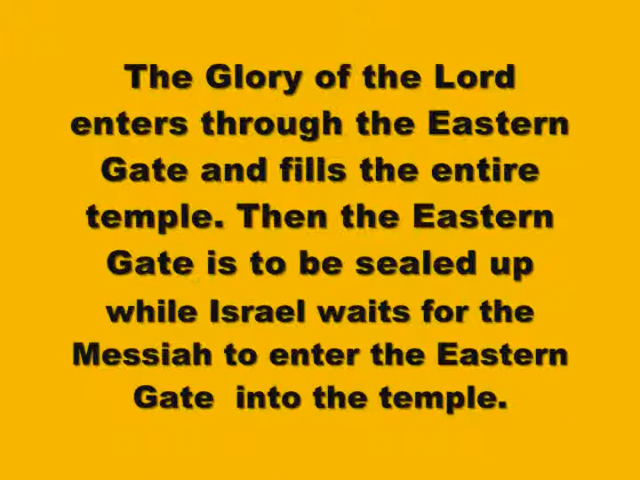 The Glory of the Lord
enters through the Eastern
Gate and fills the entire
temple. Then the Eastern
Gate is to be sealed up
while Israel waits for the
Messiah to enter the Eastern
Gate  into the temple.